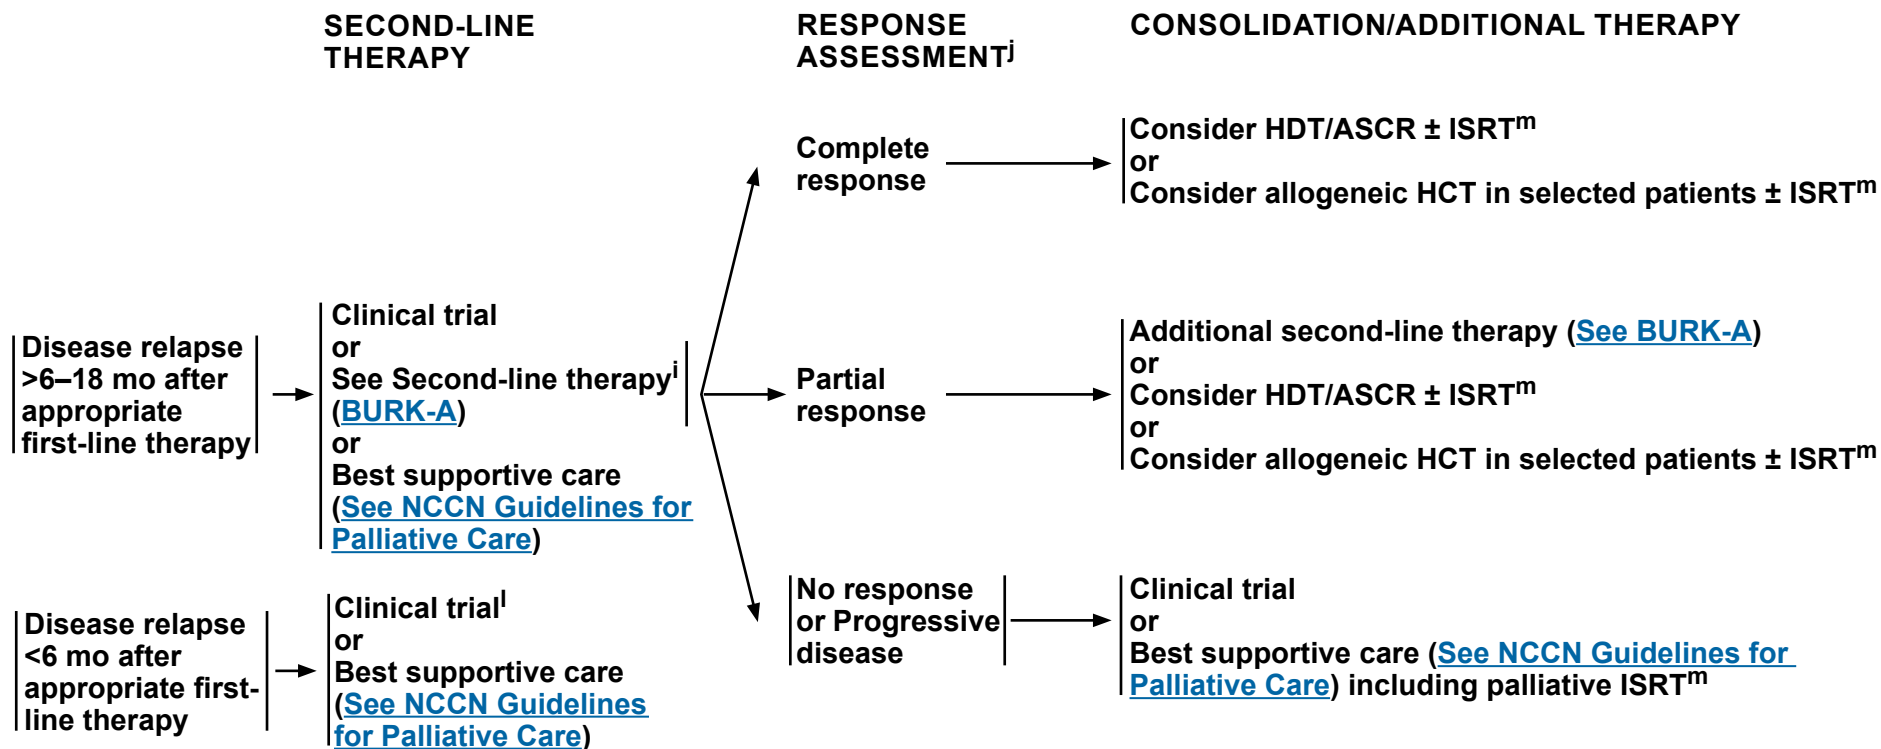 SECOND-LINE
THERAPY
RESPONSE
ASSESSMENTj
CONSOLIDATION/ADDITIONAL THERAPY
Disease relapse
>6–18 mo after
appropriate
first-line therapy
Clinical trial
or
See Second-line therapyi
(BURK-A)
or
Best supportive care
(See NCCN Guidelines for
Palliative Care)
Complete
response
Consider HDT/ASCR ± ISRTm
or
Consider allogeneic HCT in selected patients ± ISRTm
Partial
response
Additional second-line therapy (See BURK-A)
or
Consider HDT/ASCR ± ISRTm
or
Consider allogeneic HCT in selected patients ± ISRTm
No response
or Progressive
disease
Clinical trial
or
Best supportive care (See NCCN Guidelines for
Palliative Care) including palliative ISRTm
Disease relapse
<6 mo after
appropriate first-
line therapy
Clinical triall
or
Best supportive care
(See NCCN Guidelines
for Palliative Care)